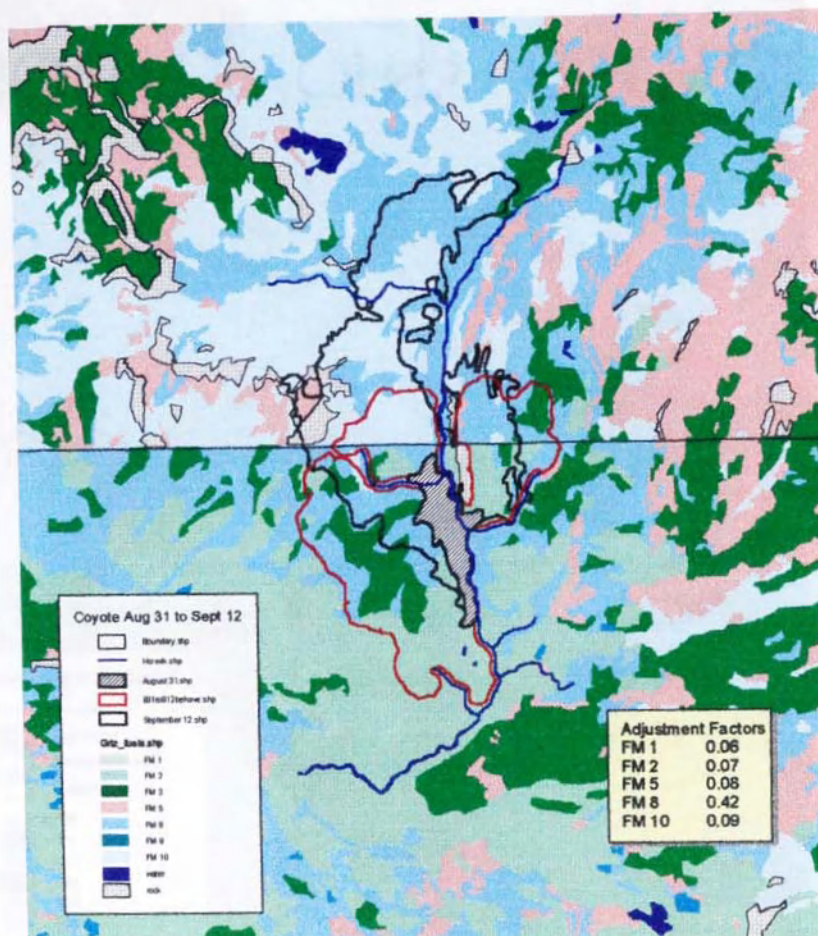 Coyote Aug 31 to Sept 12
Boundary.shp
August 31.shp
September 12.shp
FM 1
FM 2
FM 3
FM 5
FM 8
FM 9
FM 10
water
rock
Adjustment Factors
FM 1 0.06
FM 2 0.07
FM 5 0.08
FM 8 0.42
FM 10 0.09